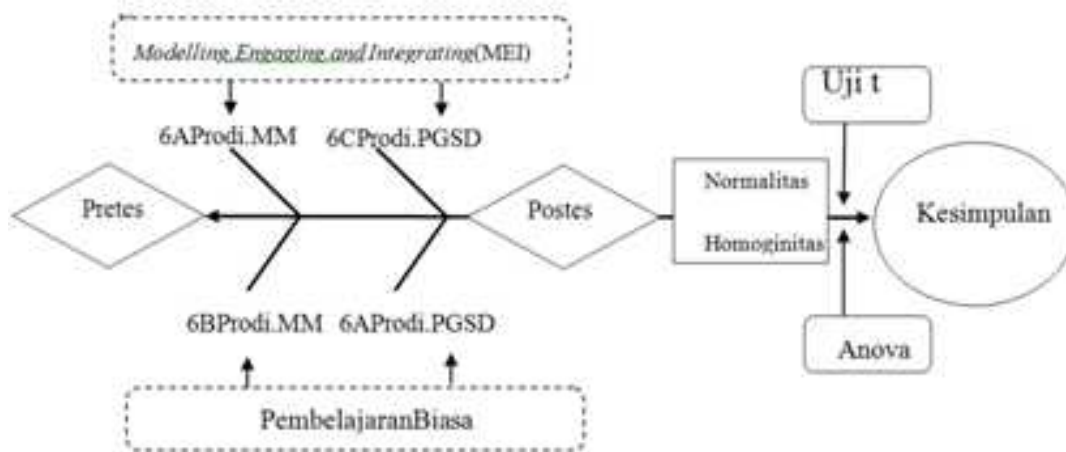 Modelling,Engaging and Integrating(MEI)
Uji t
6AProdi.MM 6CProdi.PGSD
Pretes
Postes
Normalitas
Homoginitas
Kesimpulan
6BProdi.MM 6AProdi.PGSD
Anova
PembelajaranBiasa